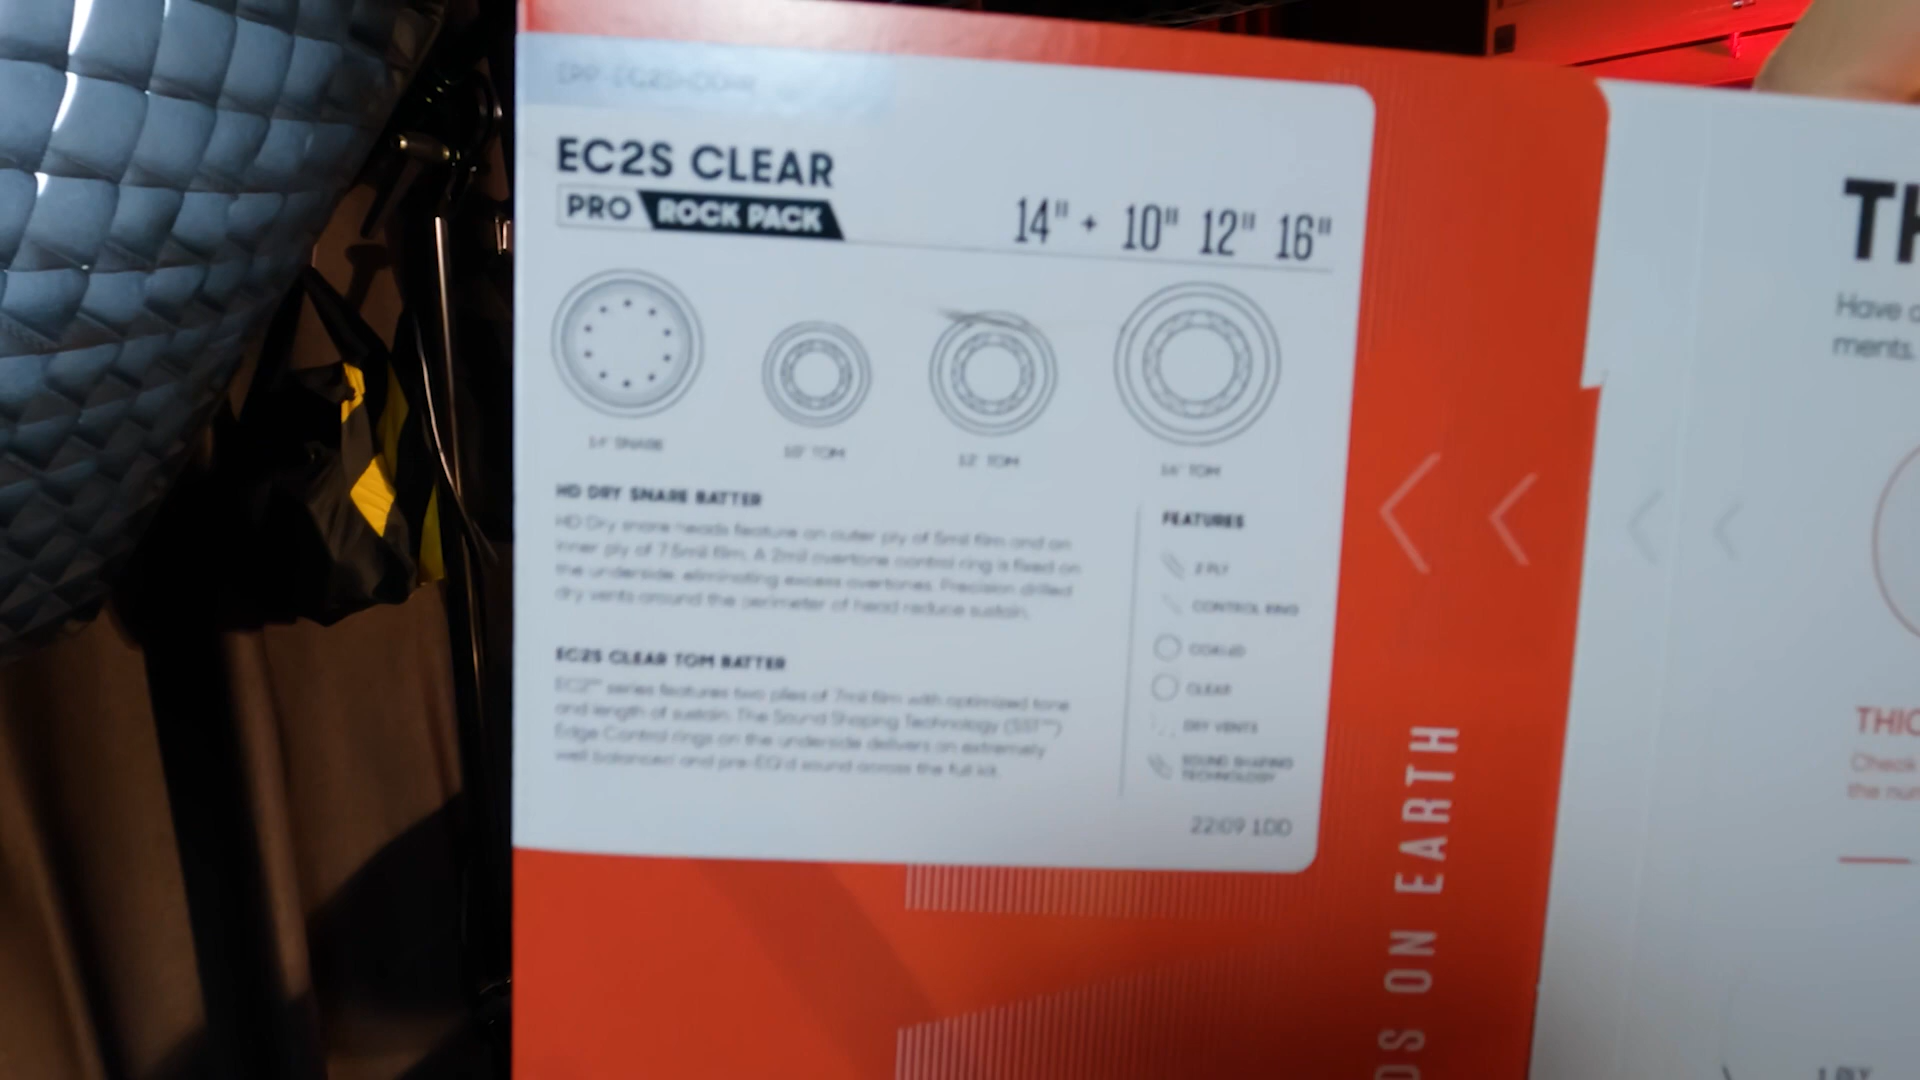 EC2S CLEAR
PRO ROCK PACK
14" + 10" 12" 16"
14" SNARE
10" TOM
12" TOM
16" TOM
HD DRY SNARE BATTER
HD Dry snare heads feature an outer ply of 5mil film and an
inner ply of 7.5mil film. A 2mil overtone control ring is fixed on
the underside, eliminating excess overtones. Precision drilled
dry vents around the perimeter of head reduce sustain.
EC2S CLEAR TOM BATTER
EC2™ series features two plies of 7mil film with optimized tone
and length of sustain. The Sound Shaping Technology (SST™)
Edge Control rings on the underside delivers an extremely
well balanced and pre-EQ'd sound across the full kit.
FEATURES
2 PLY
CONTROL RING
COATED
CLEAR
DRY VENTS
SOUND SHAPING
TECHNOLOGY
22:09 1DD
ON EARTH
Have
ments.
Check
the
1 PLY